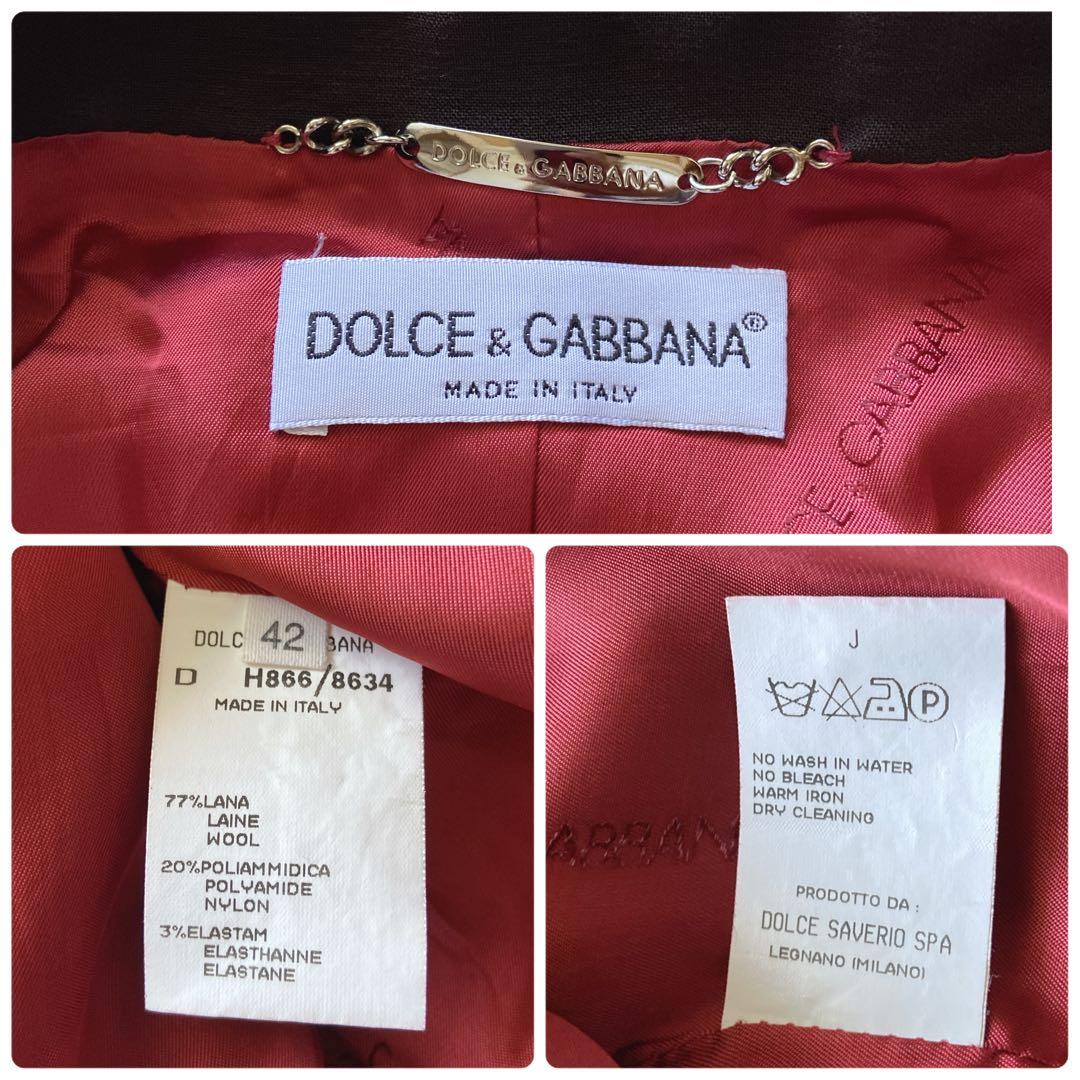 DOLCE & GABBANA
DOLCE & GABBANA®
MADE IN ITALY
& GABBANA
DOLC 42 BANA
D H866/8634
MADE IN ITALY
77%LANA
LAINE
WOOL
20%POLIAMMIDICA
POLYAMIDE
NYLON
3%ELASTAM
ELASTHANNE
ELASTANE
J
P
NO WASH IN WATER
NO BLEACH
WARM IRON
DRY CLEANING
PRODOTTO DA :
DOLCE SAVERIO SPA
LEGNANO (MILANO)